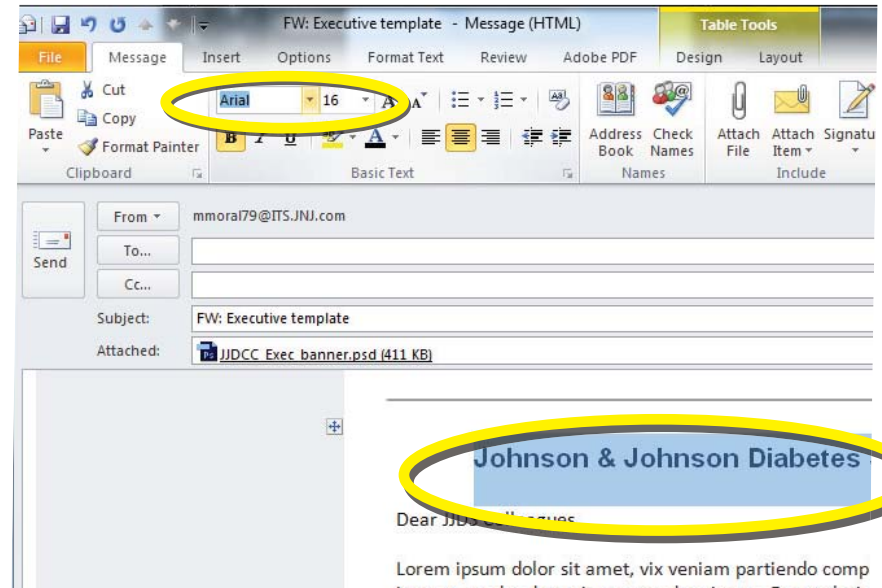 FW: Executive template - Message (HTML)
Table Tools
File Message Insert Options Format Text Review Adobe PDF Design Layout
Paste
Cut
Copy
Format Painter
Clipboard
Arial 16
B I U
Basic Text
Address Book
Check Names
Names
Attach File
Attach Item
Signatu
Include
Send
From
mmoral79@ITS.JNJ.com
To...
Cc...
Subject: FW: Executive template
Attached: JJDCC_Exec_banner.psd (411 KB)
Johnson & Johnson Diabetes
Dear
Lorem ipsum dolor sit amet, vix veniam partiendo comp